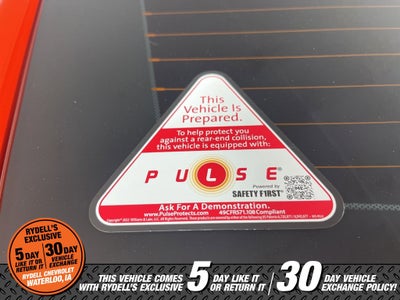 This
Vehicle Is
Prepared.
To help protect you
against a rear-end collision,
this vehicle is equipped with:
PULSE®
Powered by
SAFETY F1RST
Ask For A Demonstration.
www.PulseProtects.com 49CFR571.108 Compliant
RYDELL'S
EXCLUSIVE
5 DAY LIKE IT OR RETURN IT
30 DAY VEHICLE EXCHANGE
RYDELL CHEVROLET
WATERLOO, IA
THIS VEHICLE COMES WITH RYDELL'S EXCLUSIVE 5 DAY LIKE IT OR RETURN IT / 30 DAY VEHICLE EXCHANGE POLICY!